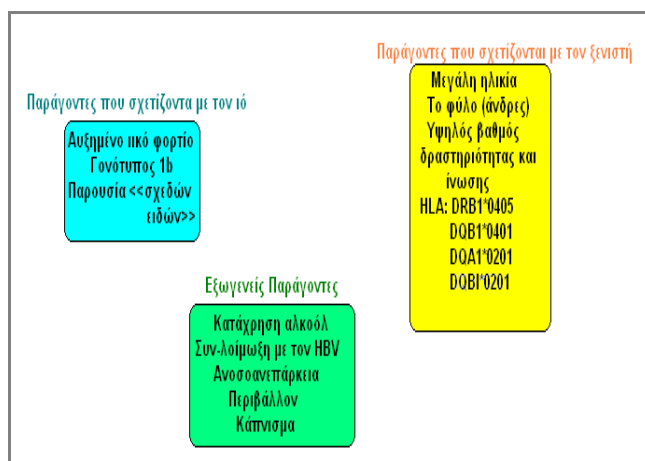 Παράγοντες που σχετίζονται με τον ξενιστή
Μεγάλη ηλικία
Το φύλο (άνδρες)
Υψηλός βαθμός
δραστηριότητας και
ίνωσης
HLA: DRB1*0405
DQB1*0401
DQA1*0201
DQBI*0201
Παράγοντες που σχετίζοντα με τον ιό
Αυξημένο ιικό φορτίο
Γονότυπος 1b
Παρουσία <<σχεδών
ειδών>>
Εξωγενείς Παράγοντες
Κατάχρηση αλκοόλ
Συν-λοίμωξη με τον HBV
Ανοσοανεπάρκεια
Περιβάλλον
Κάπνισμα